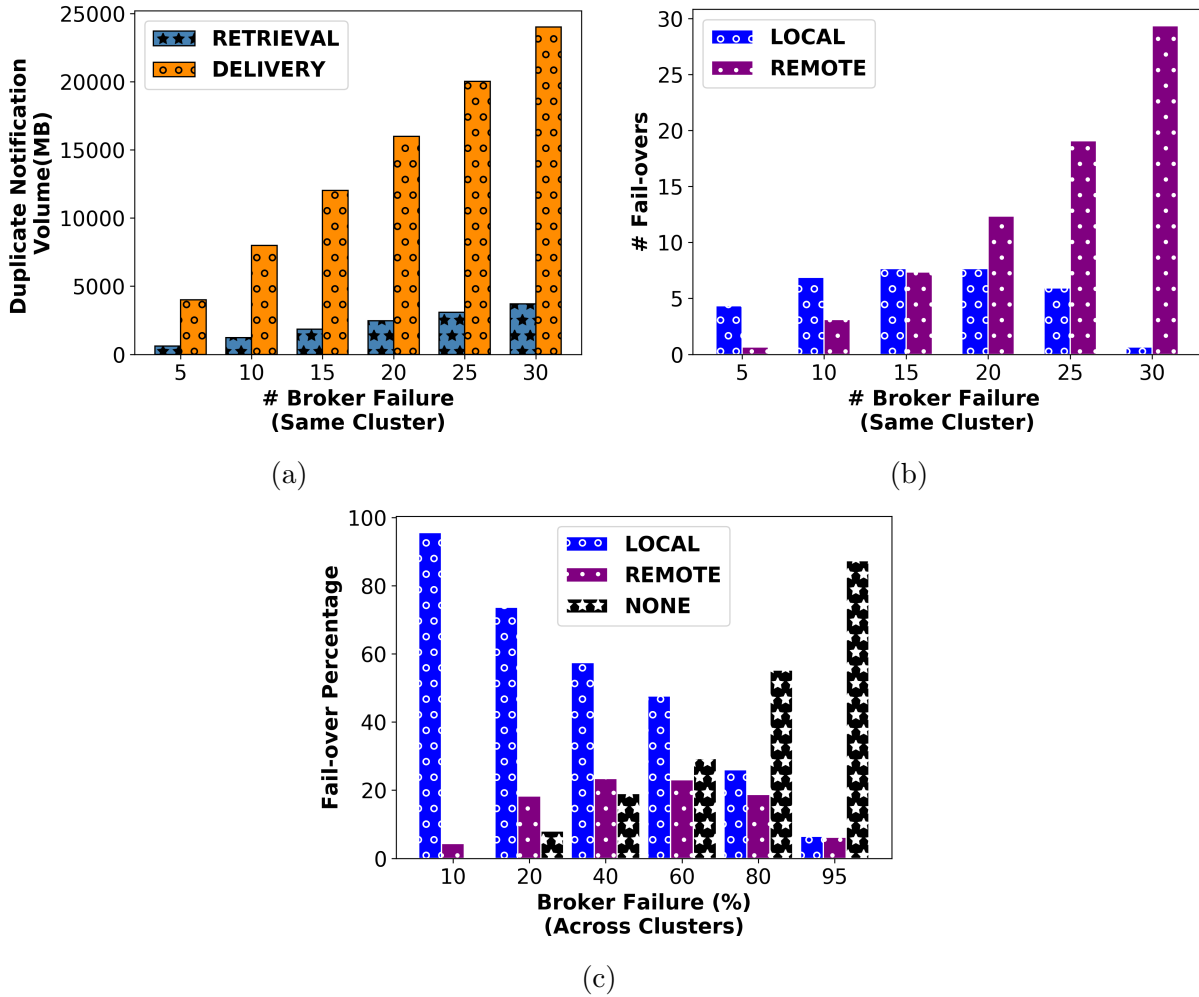 25000
20000
15000
10000
5000
0
Duplicate Notification
Volume(MB)
RETRIEVAL
DELIVERY
5 10 15 20 25 30
# Broker Failure
(Same Cluster)
(a)
30
25
20
15
10
5
0
# Fail-overs
LOCAL
REMOTE
5 10 15 20 25 30
# Broker Failure
(Same Cluster)
(b)
100
80
60
40
20
0
Fail-over Percentage
LOCAL
REMOTE
NONE
10 20 40 60 80 95
Broker Failure (%)
(Across Clusters)
(c)